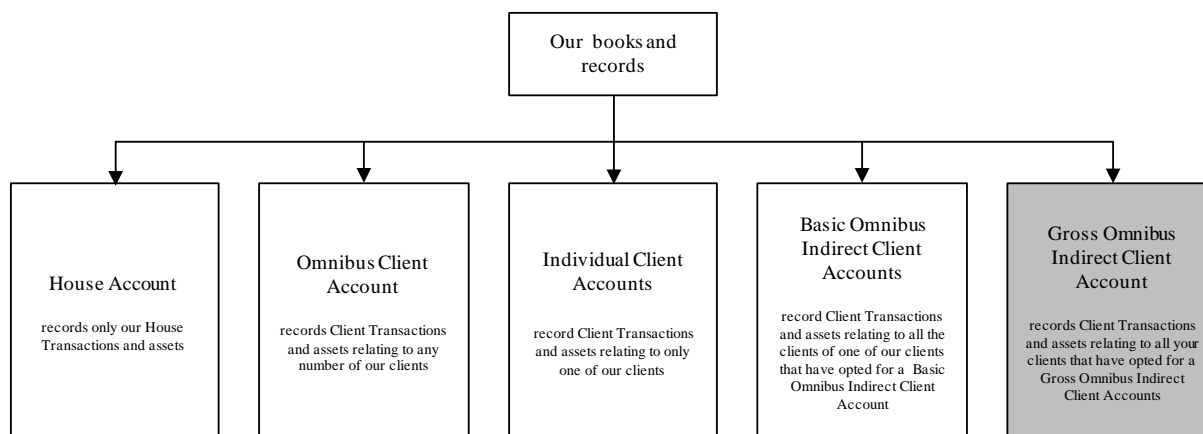 Our books and
records
House Account
records only our House
Transactions and assets
Omnibus Client
Account
records Client Transactions
and assets relating to any
number of our clients
Individual Client
Accounts
record Client Transactions
and assets relating to only
one of our clients
Basic Omnibus
Indirect Client
Accounts
record Client Transactions
and assets relating to all the
clients of one of our clients
that have opted for a Basic
Omnibus Indirect Client
Account
Gross Omnibus
Indirect Client
Account
records Client Transactions
and assets relating to all your
clients that have opted for a
Gross Omnibus Indirect
Client Accounts